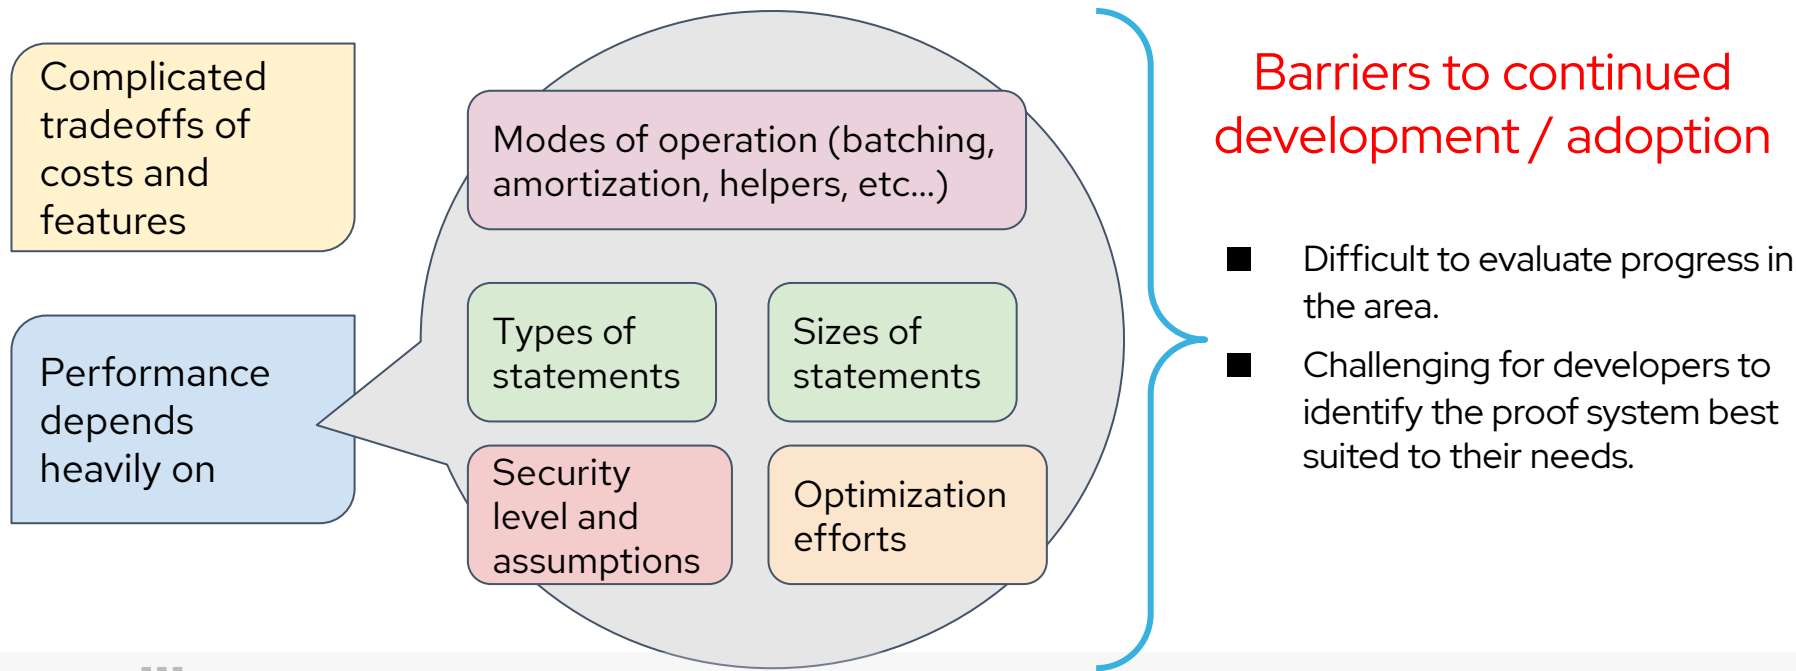 Complicated
tradeoffs of
costs and
features
Performance
depends
heavily on
Modes of operation (batching,
amortization, helpers, etc...)
Types of
statements
Sizes of
statements
Security
level and
assumptions
Optimization
efforts
Barriers to continued
development / adoption
■ Difficult to evaluate progress in
the area.
■ Challenging for developers to
identify the proof system best
suited to their needs.